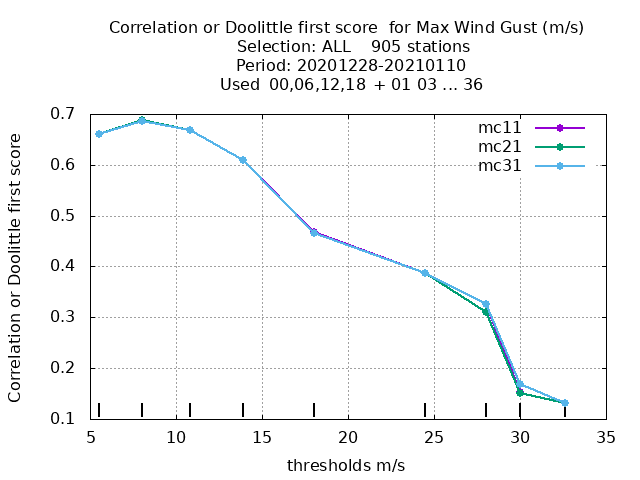 Correlation or Doolittle first score  for Max Wind Gust (m/s)
Selection: ALL    905 stations
Period: 20201228-20210110
Used  00,06,12,18  + 01 03 ... 36
mc11
mc21
mc31
Correlation or Doolittle first score
0.7
0.6
0.5
0.4
0.3
0.2
0.1
5 10 15 20 25 30 35
thresholds m/s